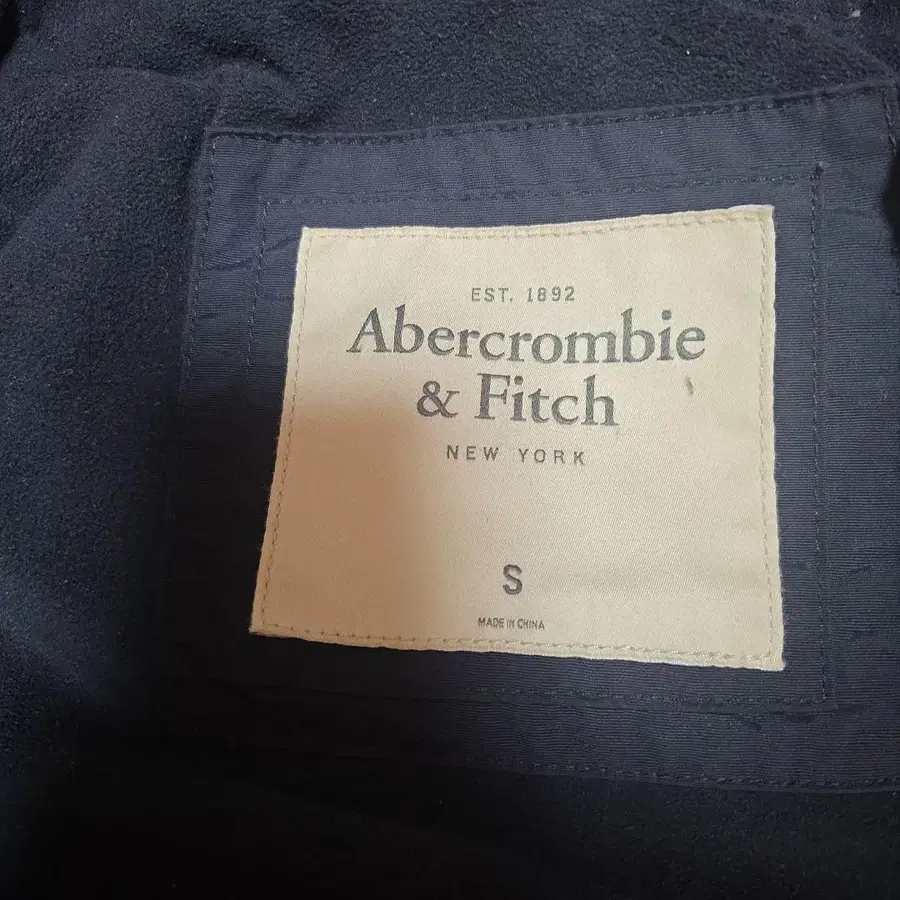 EST. 1892
Abercrombie
& Fitch
NEW YORK
S
MADE IN CHINA